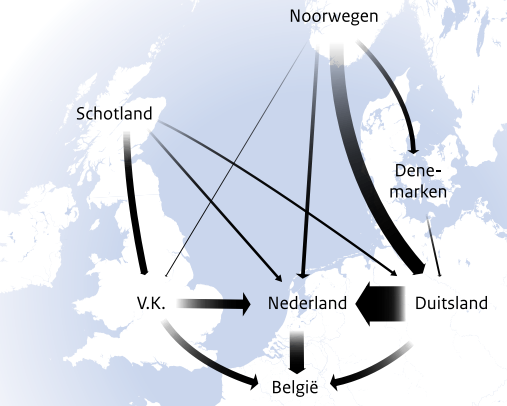 Noorwegen
Schotland
Dene-
marken
V.K.
Nederland
Duitsland
België